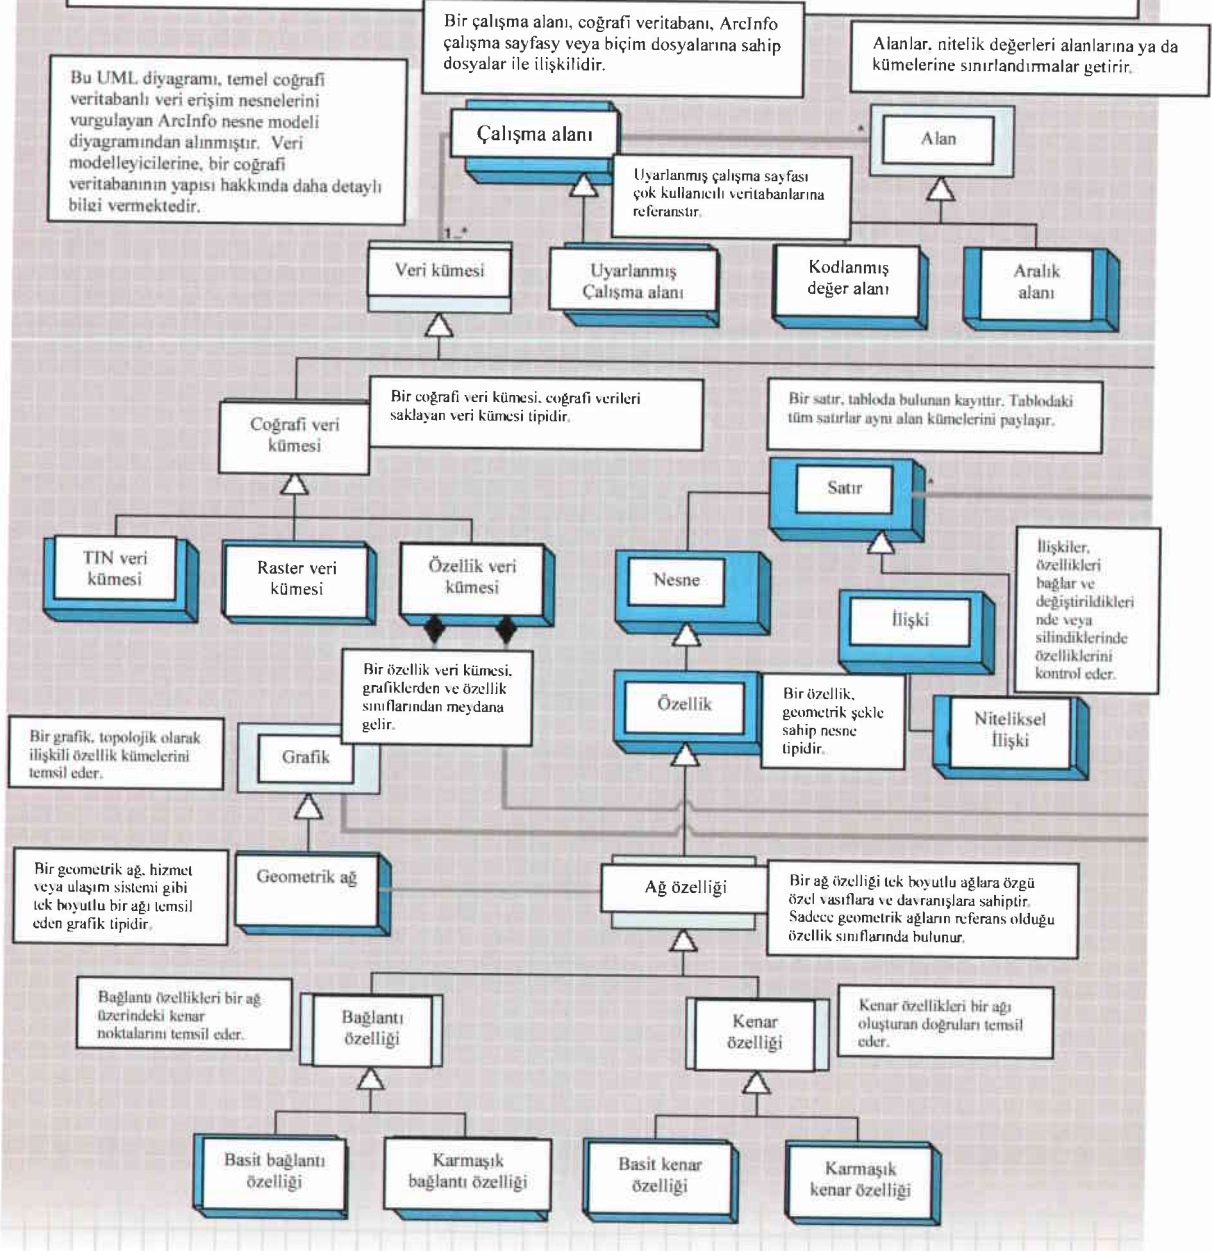 Bir çalışma alanı, coğrafi veritabanı, ArcInfo
çalışma sayfasy veya biçim dosyalarına sahip
dosyalar ile ilişkilidir.
Alanlar, nitelik değerleri alanlarına ya da
kümelerine sınırlandırmalar getirir.
Bu UML diyagramı, temel coğrafi
veritabanlı veri erişim nesnelerini
vurgulayan ArcInfo nesne modeli
diyagramından alınmıştır. Veri
modelleyicilerine, bir coğrafi
veritabanının yapısı hakkında daha detaylı
bilgi vermektedir.
Çalışma alanı
*
Alan
Uyarlanmış çalışma sayfası
çok kullanıcılı veritabanlarına
referanstır.
1..*
Veri kümesi
Uyarlanmış
Çalışma alanı
Kodlanmış
değer alanı
Aralık
alanı
Bir coğrafi veri kümesi, coğrafi verileri
saklayan veri kümesi tipidir.
Bir satır, tabloda bulunan kayıttır. Tablodaki
tüm satırlar aynı alan kümelerini paylaşır.
Coğrafi veri
kümesi
Satır
*
TIN veri
kümesi
Raster veri
kümesi
Özellik veri
kümesi
Nesne
İlişkiler,
özellikleri
bağlar ve
değiştirildikleri
nde veya
silindiklerinde
özelliklerini
kontrol eder.
İlişki
Bir özellik veri kümesi,
grafiklerden ve özellik
sınıflarından meydana
gelir.
Özellik
Bir özellik,
geometrik şekle
sahip nesne
tipidir.
Niteliksel
İlişki
Bir grafik, topolojik olarak
ilişkili özellik kümelerini
temsil eder.
Grafik
Bir geometrik ağ, hizmet
veya ulaşım sistemi gibi
tek boyutlu bir ağı temsil
eden grafik tipidir.
Geometrik ağ
Ağ özelliği
Bir ağ özelliği tek boyutlu ağlara özgü
özel vasıflara ve davranışlara sahiptir.
Sadece geometrik ağların referans olduğu
özellik sınıflarında bulunur.
Bağlantı özellikleri bir ağ
üzerindeki kenar
noktalarını temsil eder.
Bağlantı
özelliği
Kenar
özelliği
Kenar özellikleri bir ağı
oluşturan doğruları temsil
eder.
Basit bağlantı
özelliği
Karmaşık
bağlantı özelliği
Basit kenar
özelliği
Karmaşık
kenar özelliği